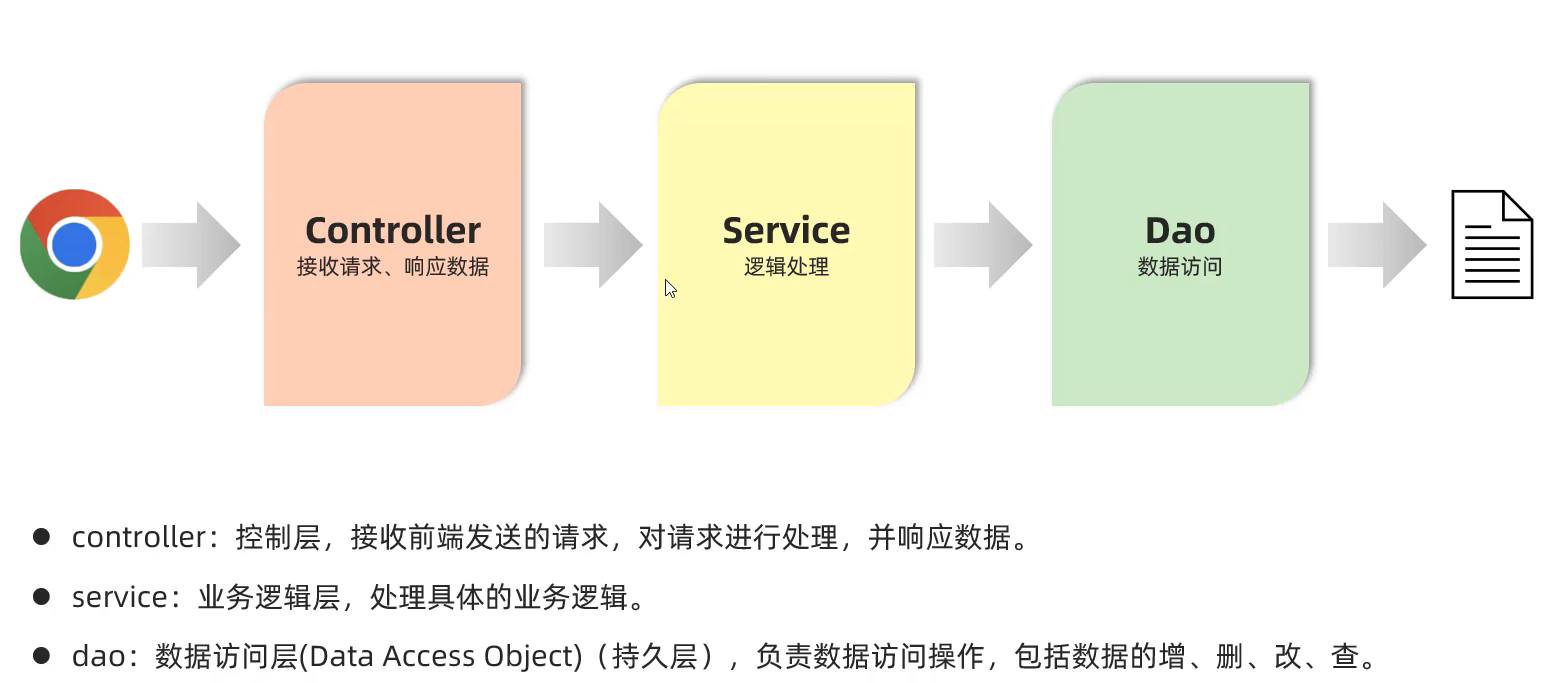 Controller
接收请求、响应数据
Service
逻辑处理
Dao
数据访问
controller：控制层，接收前端发送的请求，对请求进行处理，并响应数据。
service：业务逻辑层，处理具体的业务逻辑。
dao：数据访问层(Data Access Object)（持久层），负责数据访问操作，包括数据的增、删、改、查。